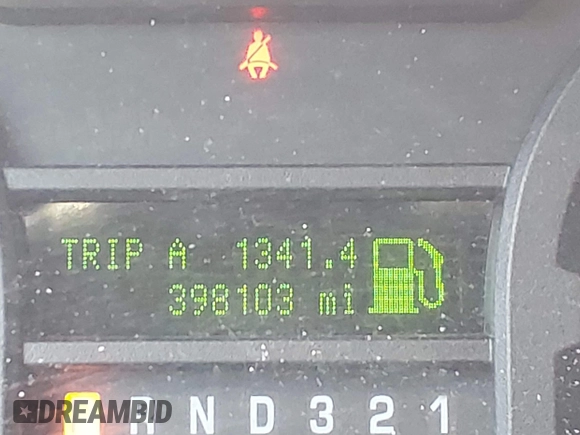 TRIP A 1341.4
398103 mi
R N D 3 2 1
DREAMBID